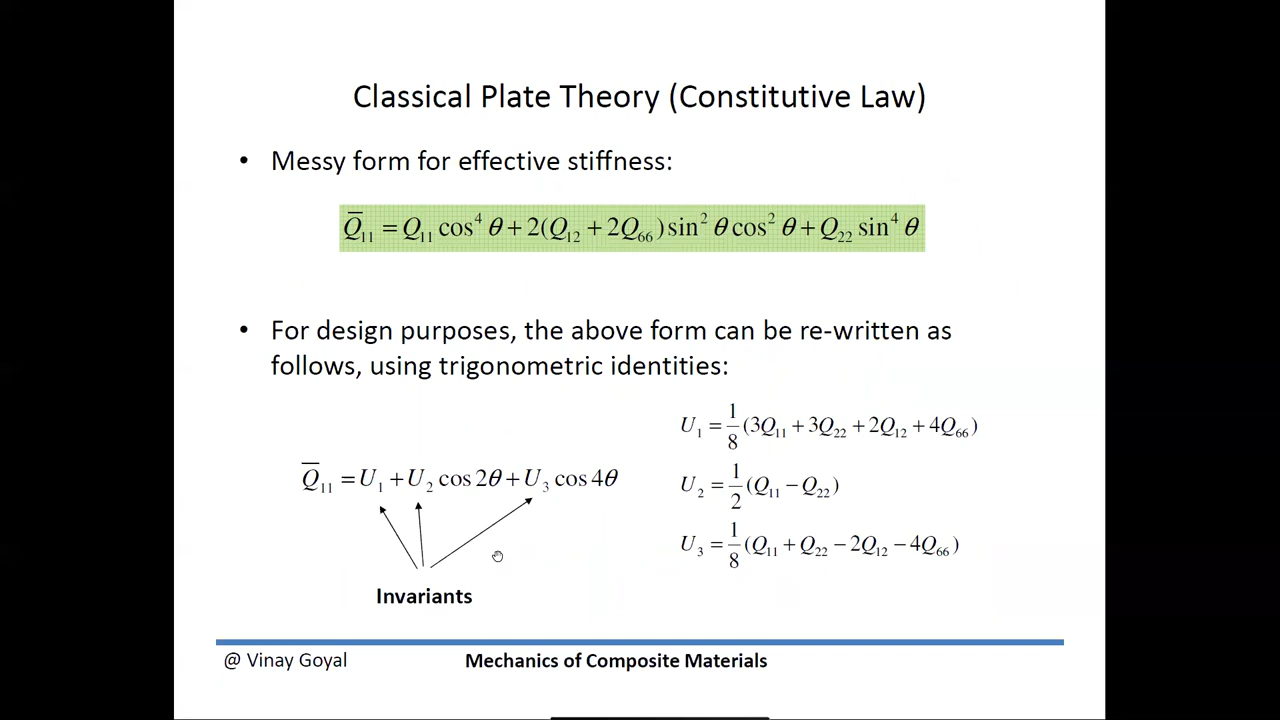 Classical Plate Theory (Constitutive Law)
• Messy form for effective stiffness:
Q̅₁₁ = Q₁₁ cos⁴ θ + 2(Q₁₂ + 2Q₆₆) sin² θ cos² θ + Q₂₂ sin⁴ θ
• For design purposes, the above form can be re-written as
follows, using trigonometric identities:
Q̅₁₁ = U₁ + U₂ cos 2θ + U₃ cos 4θ
Invariants
U₁ = 1/8 (3Q₁₁ + 3Q₂₂ + 2Q₁₂ + 4Q₆₆)
U₂ = 1/2 (Q₁₁ − Q₂₂)
U₃ = 1/8 (Q₁₁ + Q₂₂ − 2Q₁₂ − 4Q₆₆)
@ Vinay Goyal
Mechanics of Composite Materials